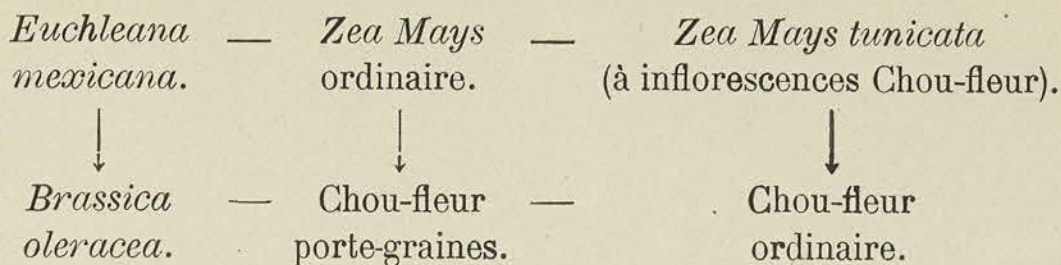 Euchleana — Zea Mays — Zea Mays tunicata
mexicana. ordinaire. (à inflorescences Chou-fleur).
Brassica — Chou-fleur — Chou-fleur
oleracea. porte-graines. ordinaire.